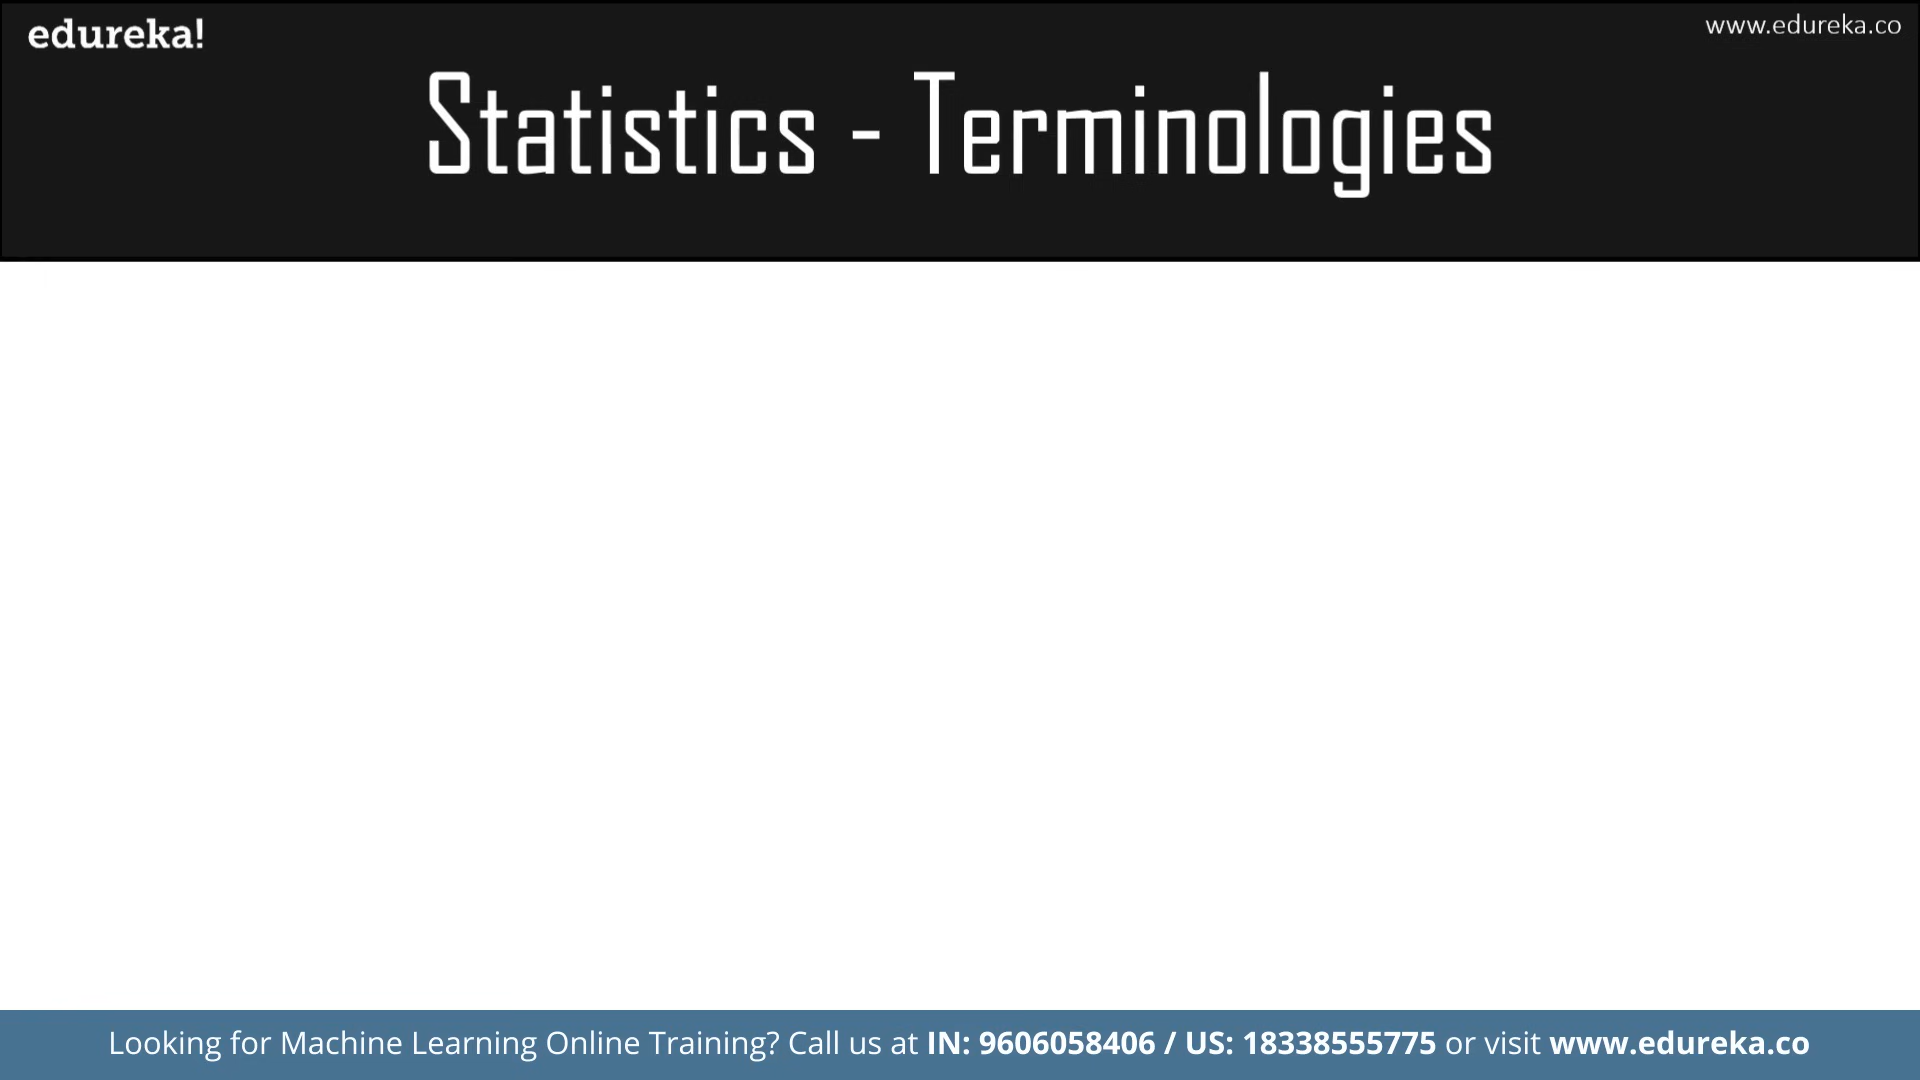 edureka!
www.edureka.co
Statistics - Terminologies
Looking for Machine Learning Online Training? Call us at IN: 9606058406 / US: 18338555775 or visit www.edureka.co